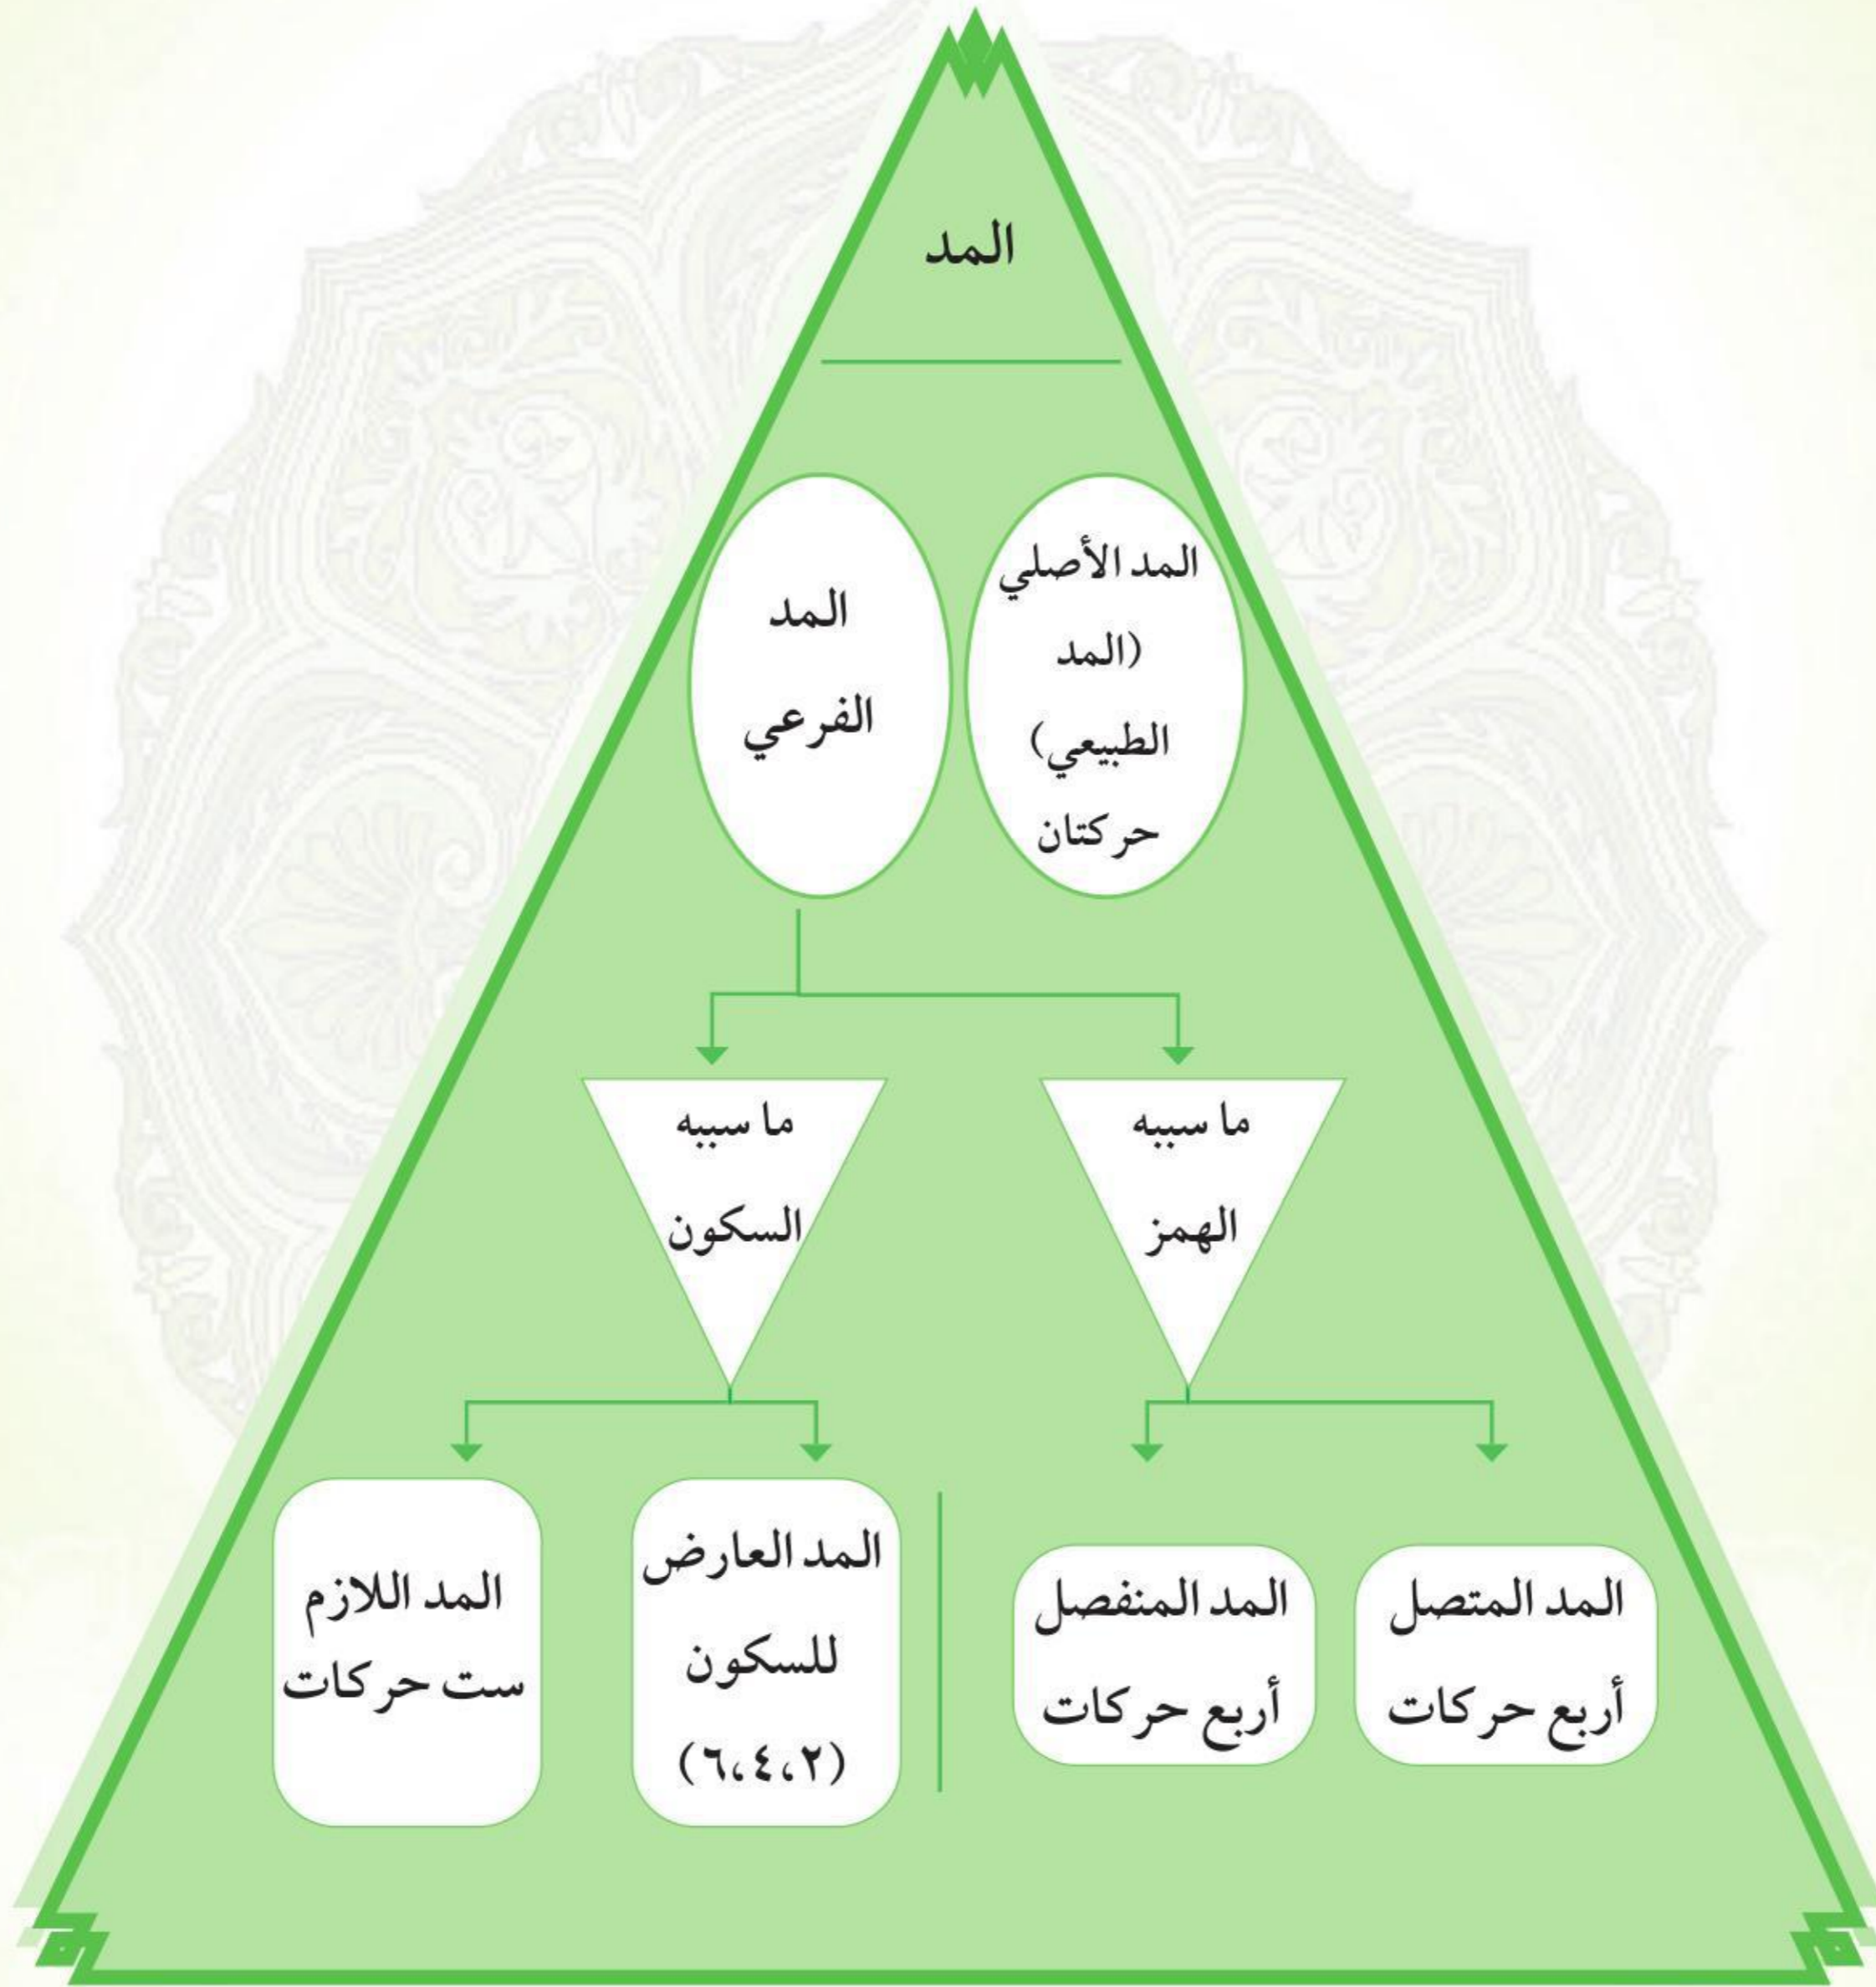 المد
المد الأصلي
(المد
الطبيعي)
حركتان
المد
الفرعي
ما سببه
الهمز
ما سببه
السكون
المد المتصل
أربع حركات
المد المنفصل
أربع حركات
المد العارض
للسكون
(٢،٤،٦)
المد اللازم
ست حركات